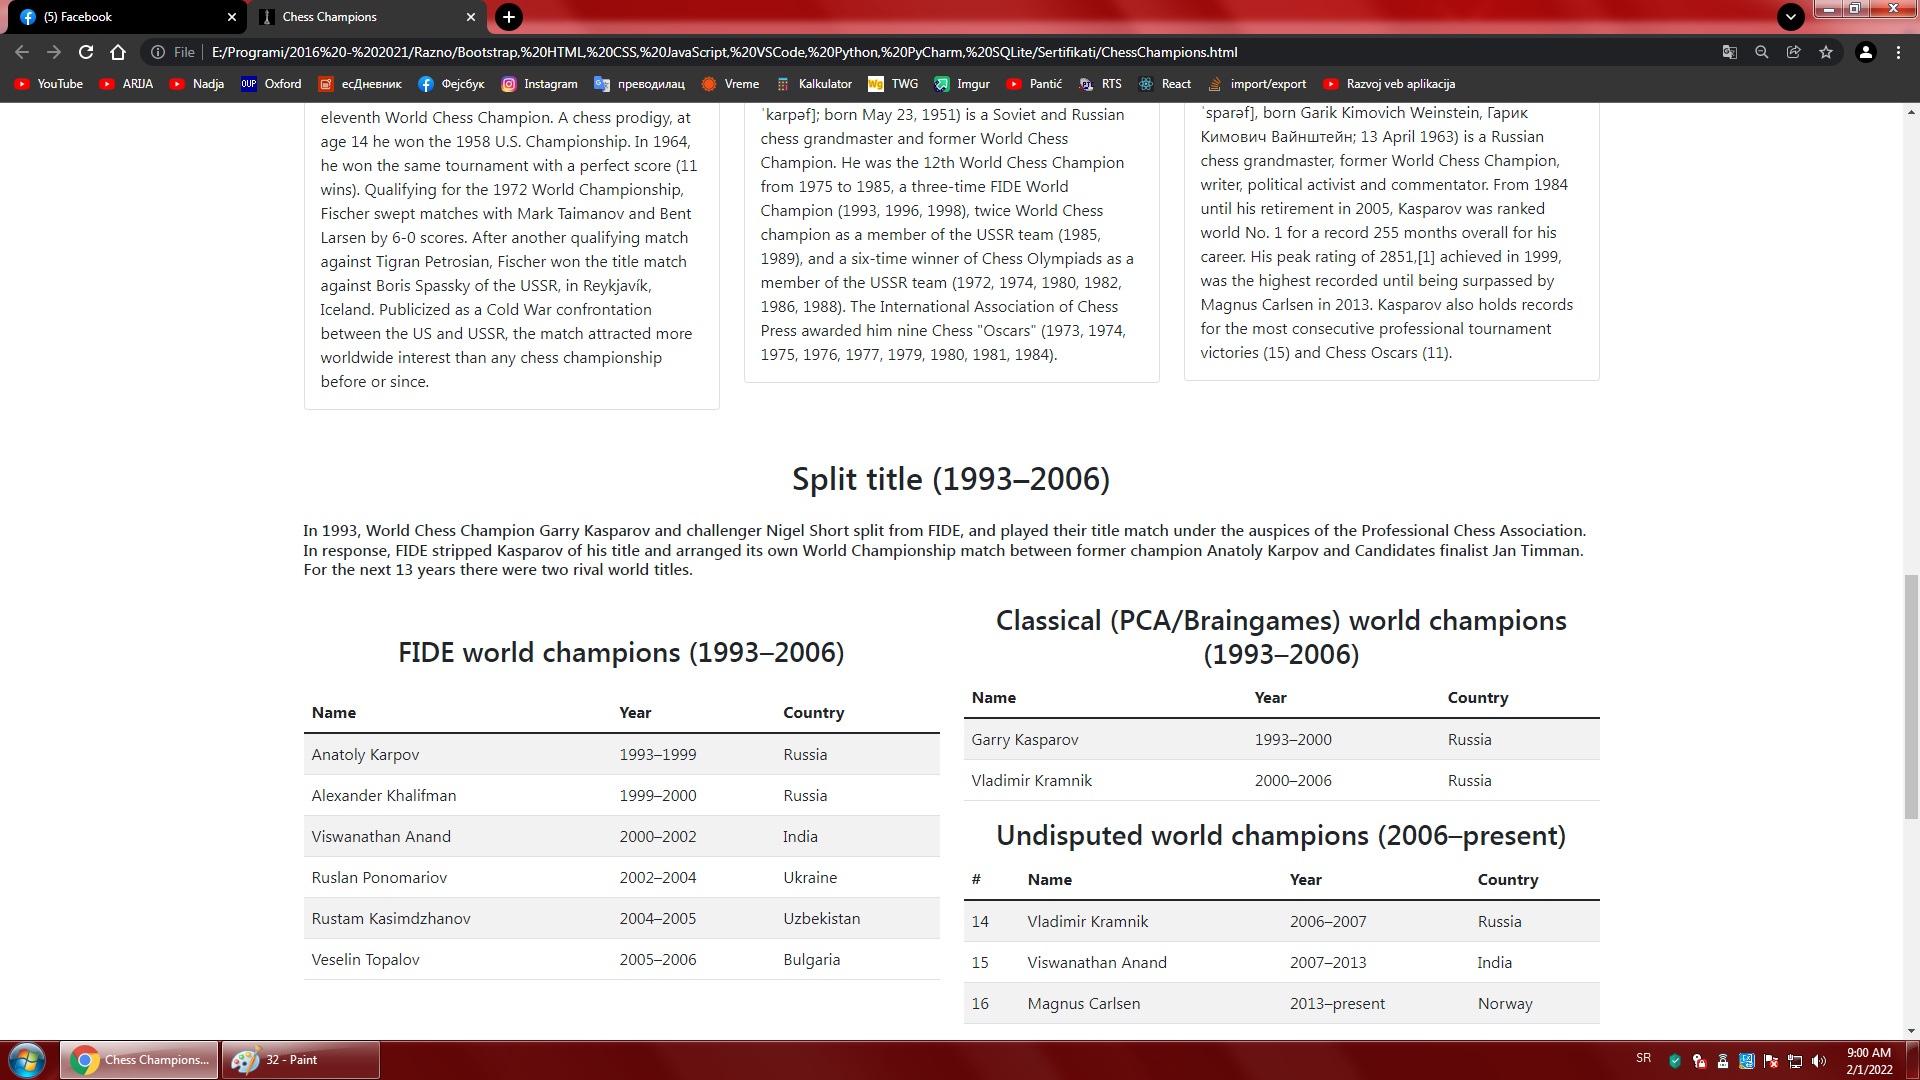 (5) Facebook
Chess Champions
File
E:/Programi/2016%20-%202021/Razno/Bootstrap,%20HTML,%20CSS,%20JavaScript,%20VSCode,%20Python,%20PyCharm,%20SQLite/Sertifikati/ChessChampions.html
YouTube ARIJA Nadja OUP Oxford есДневник Фејсбук Instagram преводилац Vreme Kalkulator Wg TWG Imgur Pantić RTS React import/export Razvoj veb aplikacija
eleventh World Chess Champion. A chess prodigy, at
age 14 he won the 1958 U.S. Championship. In 1964,
he won the same tournament with a perfect score (11
wins). Qualifying for the 1972 World Championship,
Fischer swept matches with Mark Taimanov and Bent
Larsen by 6-0 scores. After another qualifying match
against Tigran Petrosian, Fischer won the title match
against Boris Spassky of the USSR, in Reykjavík,
Iceland. Publicized as a Cold War confrontation
between the US and USSR, the match attracted more
worldwide interest than any chess championship
before or since.
ˈkarpəf]; born May 23, 1951) is a Soviet and Russian
chess grandmaster and former World Chess
Champion. He was the 12th World Chess Champion
from 1975 to 1985, a three-time FIDE World
Champion (1993, 1996, 1998), twice World Chess
champion as a member of the USSR team (1985,
1989), and a six-time winner of Chess Olympiads as a
member of the USSR team (1972, 1974, 1980, 1982,
1986, 1988). The International Association of Chess
Press awarded him nine Chess "Oscars" (1973, 1974,
1975, 1976, 1977, 1979, 1980, 1981, 1984).
ˈsparəf], born Garik Kimovich Weinstein, Гарик
Кимович Вайнштейн; 13 April 1963) is a Russian
chess grandmaster, former World Chess Champion,
writer, political activist and commentator. From 1984
until his retirement in 2005, Kasparov was ranked
world No. 1 for a record 255 months overall for his
career. His peak rating of 2851,[1] achieved in 1999,
was the highest recorded until being surpassed by
Magnus Carlsen in 2013. Kasparov also holds records
for the most consecutive professional tournament
victories (15) and Chess Oscars (11).
Split title (1993–2006)
In 1993, World Chess Champion Garry Kasparov and challenger Nigel Short split from FIDE, and played their title match under the auspices of the Professional Chess Association.
In response, FIDE stripped Kasparov of his title and arranged its own World Championship match between former champion Anatoly Karpov and Candidates finalist Jan Timman.
For the next 13 years there were two rival world titles.
FIDE world champions (1993–2006)
Name Year Country
Anatoly Karpov 1993–1999 Russia
Alexander Khalifman 1999–2000 Russia
Viswanathan Anand 2000–2002 India
Ruslan Ponomariov 2002–2004 Ukraine
Rustam Kasimdzhanov 2004–2005 Uzbekistan
Veselin Topalov 2005–2006 Bulgaria
Classical (PCA/Braingames) world champions
(1993–2006)
Name Year Country
Garry Kasparov 1993–2000 Russia
Vladimir Kramnik 2000–2006 Russia
Undisputed world champions (2006–present)
# Name Year Country
14 Vladimir Kramnik 2006–2007 Russia
15 Viswanathan Anand 2007–2013 India
16 Magnus Carlsen 2013–present Norway
Chess Champions...
32 - Paint
SR
9:00 AM
2/1/2022